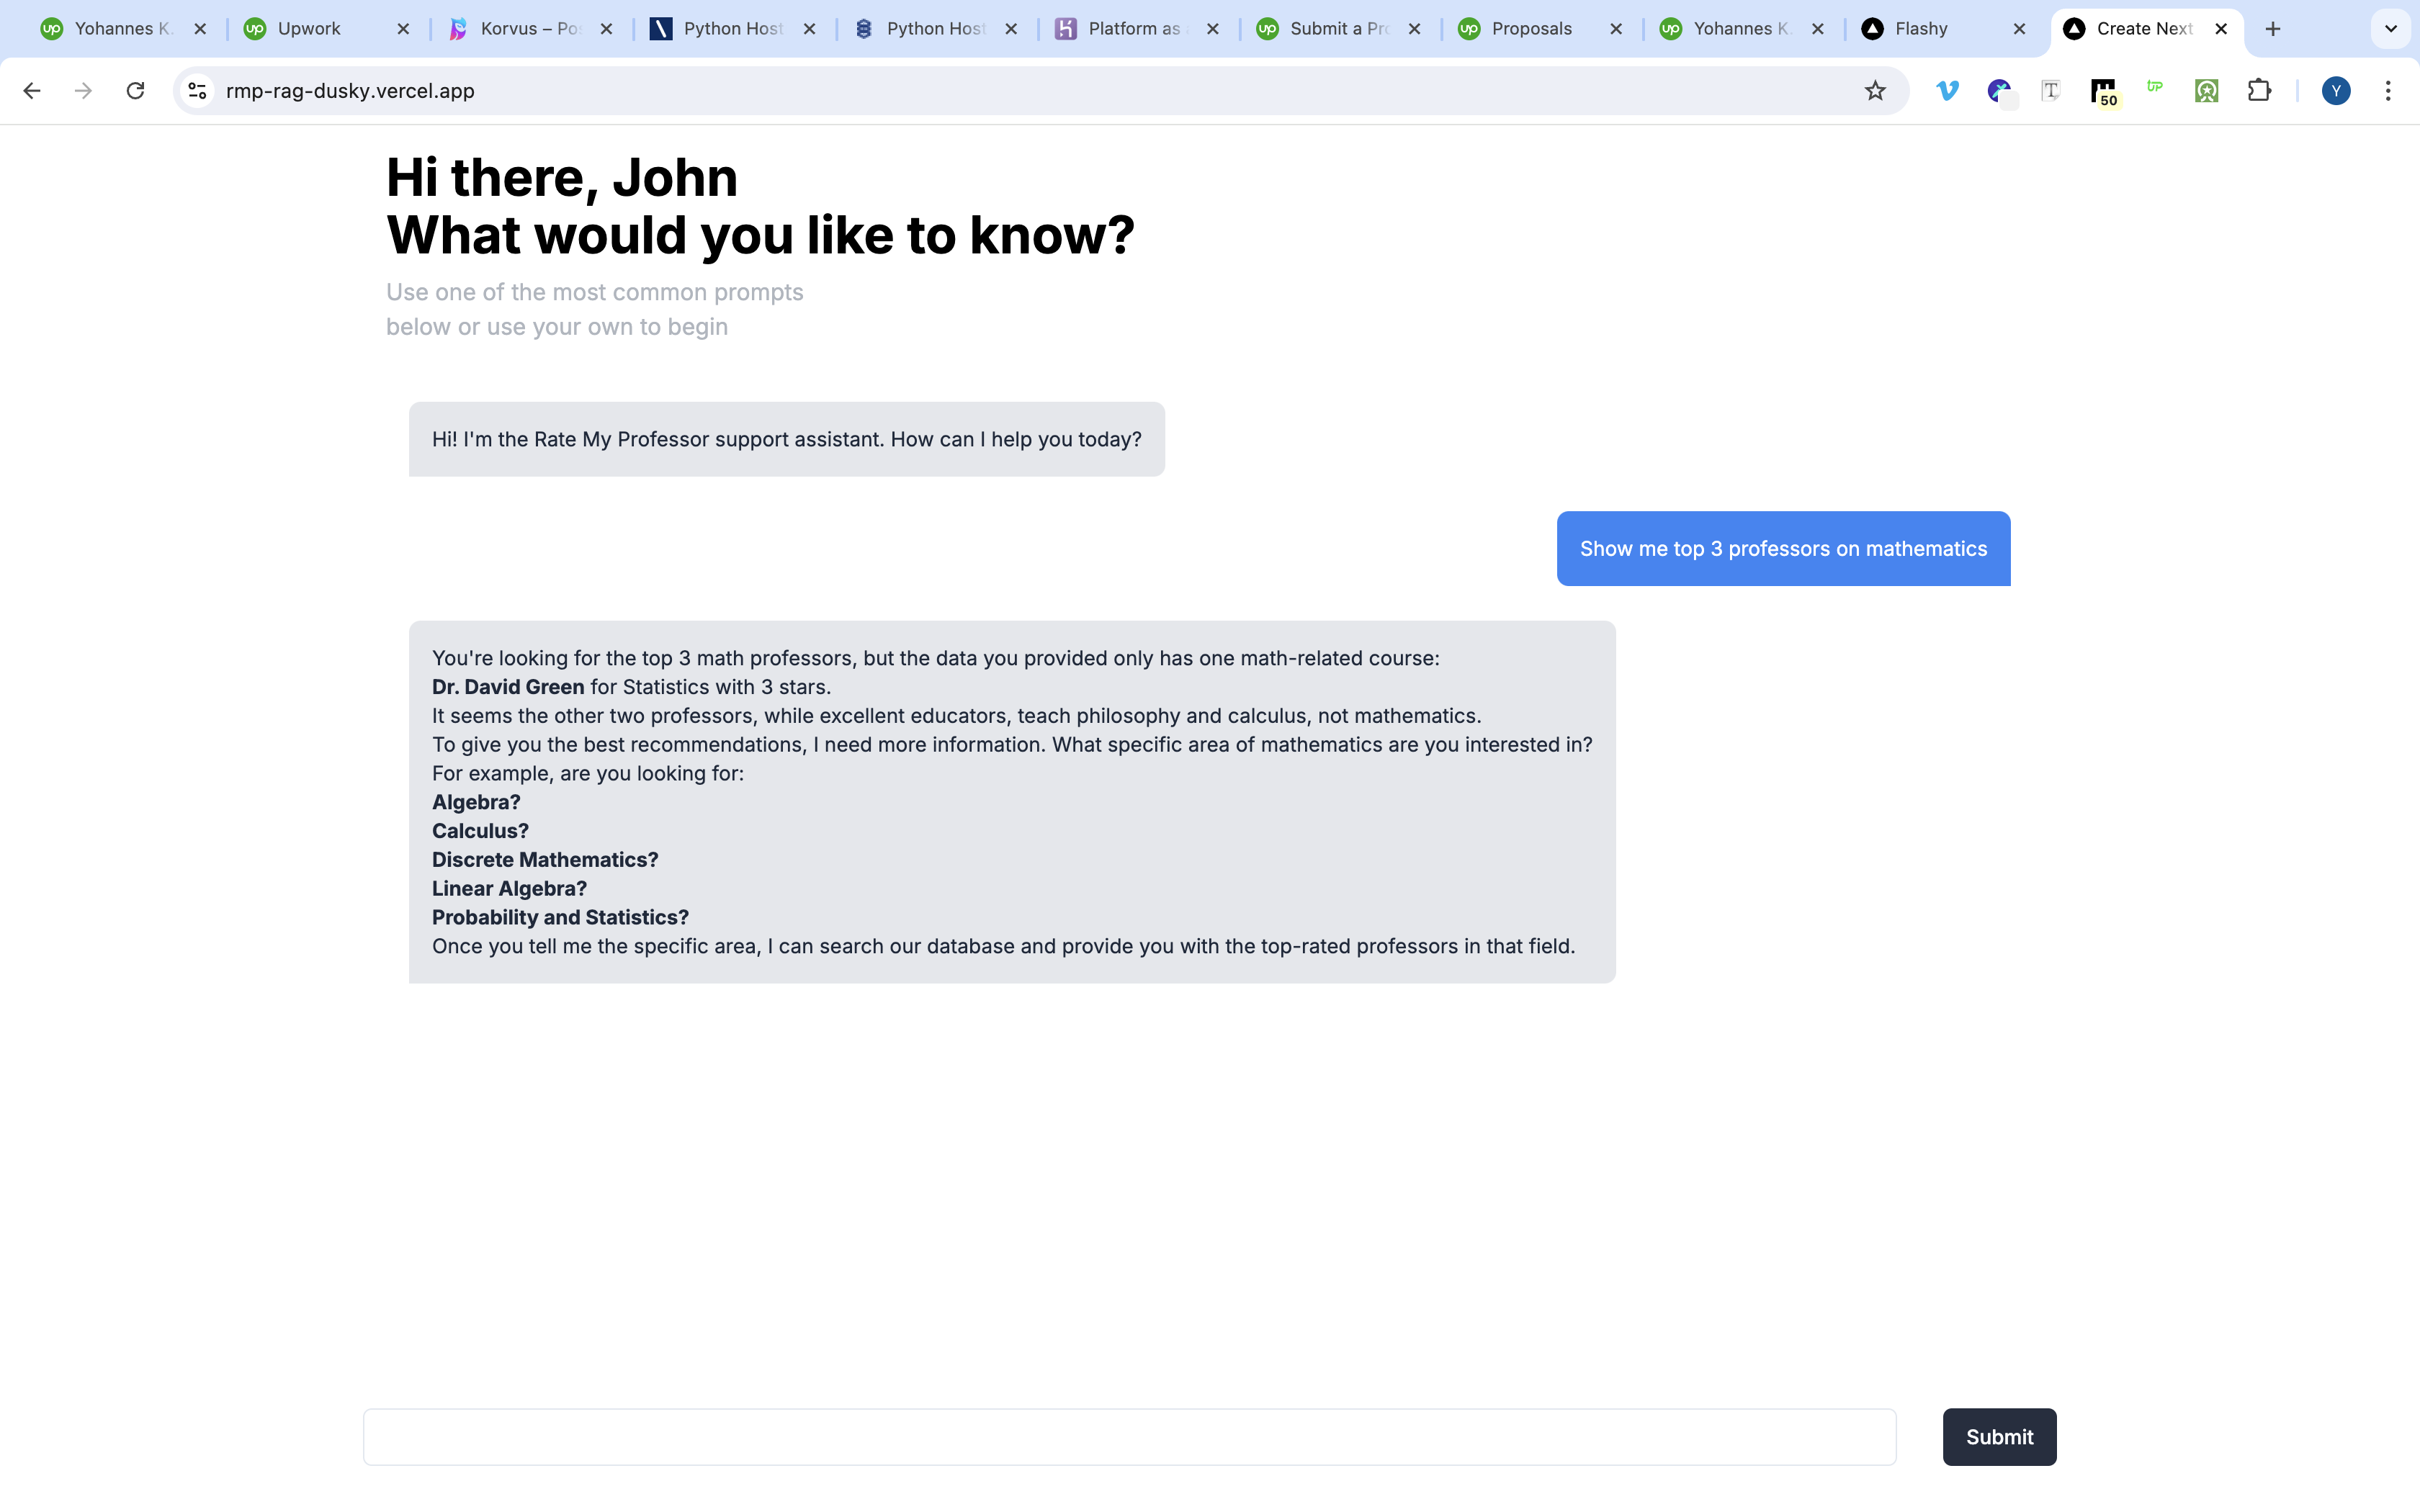 Yohannes K.
Upwork
Korvus – Pos
Python Host
Python Host
Platform as
Submit a Pro
Proposals
Yohannes K.
Flashy
Create Next
rmp-rag-dusky.vercel.app
T
50
UP
Y
Hi there, John
What would you like to know?
Use one of the most common prompts
below or use your own to begin
Hi! I'm the Rate My Professor support assistant. How can I help you today?
Show me top 3 professors on mathematics
You're looking for the top 3 math professors, but the data you provided only has one math-related course:
Dr. David Green for Statistics with 3 stars.
It seems the other two professors, while excellent educators, teach philosophy and calculus, not mathematics.
To give you the best recommendations, I need more information. What specific area of mathematics are you interested in?
For example, are you looking for:
Algebra?
Calculus?
Discrete Mathematics?
Linear Algebra?
Probability and Statistics?
Once you tell me the specific area, I can search our database and provide you with the top-rated professors in that field.
Submit